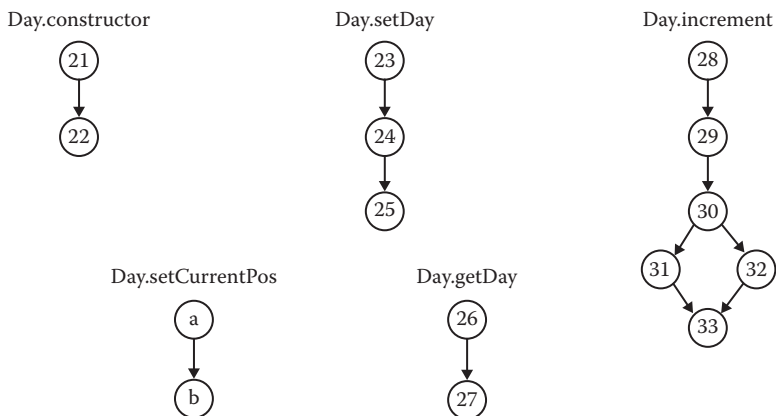 Day.constructor
21
22
Day.setDay
23
24
25
Day.increment
28
29
30
31
32
33
Day.setCurrentPos
a
b
Day.getDay
26
27